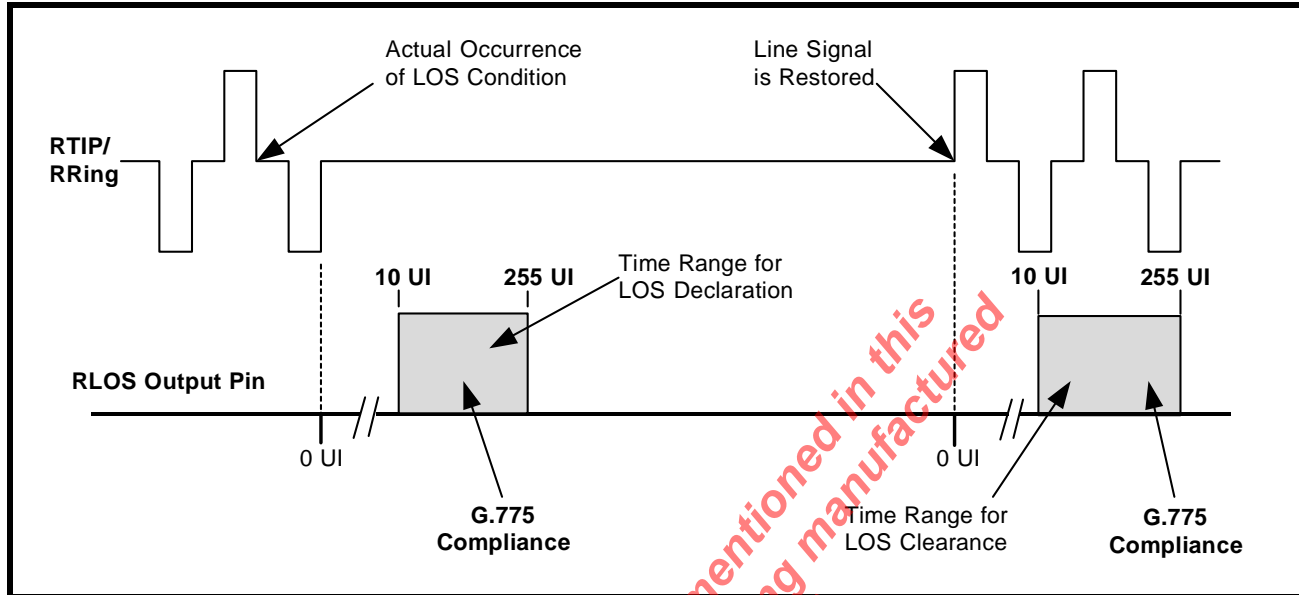 Actual Occurrence
of LOS Condition
Line Signal
is Restored
RTIP/
RRing
10 UI
255 UI
Time Range for
LOS Declaration
10 UI
255 UI
RLOS Output Pin
0 UI
0 UI
G.775
Compliance
Time Range for
LOS Clearance
G.775
Compliance
mentioned in this
ng manufactured